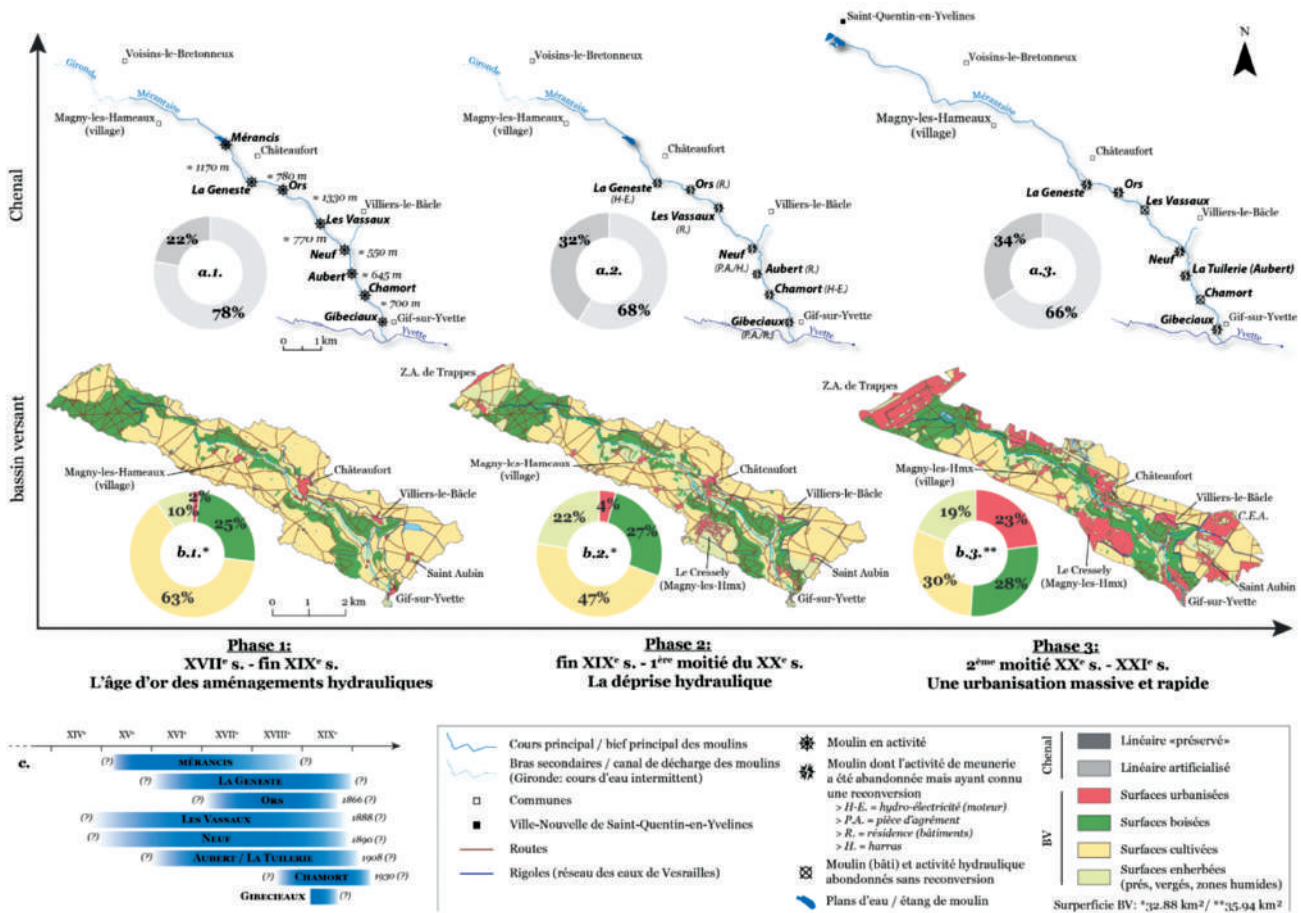 Chenal
bassin versant
Saint-Quentin-en-Yvelines
N
Voisins-le-Bretonneux
Gironde
Mérantaise
Magny-les-Hameaux
(village)
Mérancis
Châteaufort
≈ 1170 m
≈ 780 m
La Geneste
Ors
≈ 1330 m
Les Vassaux
Villiers-le-Bâcle
≈ 770 m
Neuf
≈ 550 m
Aubert
≈ 645 m
Chamort
≈ 700 m
Gibeciaux
Gif-sur-Yvette
Yvette
0 1 km
22%
a.1.
78%
Voisins-le-Bretonneux
Gironde
Mérantaise
Magny-les-Hameaux
(village)
Châteaufort
La Geneste
(H-E.)
Ors (R.)
Les Vassaux
(R.)
Villiers-le-Bâcle
Neuf
(P.A./H.)
Aubert (R.)
Chamort (H-E.)
Gibeciaux
(P.A./R.)
Gif-sur-Yvette
Yvette
32%
a.2.
68%
Voisins-le-Bretonneux
Mérantaise
Magny-les-Hameaux
(village)
Châteaufort
La Geneste
Ors
Les Vassaux
Villiers-le-Bâcle
Neuf
La Tuilerie (Aubert)
Chamort
Gif-sur-Yvette
Gibeciaux
Yvette
34%
a.3.
66%
Magny-les-Hameaux
(village)
Châteaufort
Villiers-le-Bâcle
Saint Aubin
Gif-sur-Yvette
2%
10%
25%
b.1.*
63%
0 1 2 km
Z.A. de Trappes
Magny-les-Hameaux
(village)
Châteaufort
Villiers-le-Bâcle
Le Cressely
(Magny-les-Hmx)
Saint Aubin
Gif-sur-Yvette
4%
22%
27%
b.2.*
47%
Z.A. de Trappes
Magny-les-Hmx
(village)
Châteaufort
Villiers-le-Bâcle
C.E.A.
Le Cressely
(Magny-les-Hmx)
Saint Aubin
Gif-sur-Yvette
19%
23%
b.3.**
30%
28%
Phase 1:
XVIIᵉ s. - fin XIXᵉ s.
L'âge d'or des aménagements hydrauliques
Phase 2:
fin XIXᵉ s. - 1ᵉʳᵉ moitié du XXᵉ s.
La déprise hydraulique
Phase 3:
2ᵉᵐᵉ moitié XXᵉ s. - XXIᵉ s.
Une urbanisation massive et rapide
XIVᵉ XVᵉ XVIᵉ XVIIᵉ XVIIIᵉ XIXᵉ
c.
(?) MÉRANCIS (?)
(?) LA GENESTE (?)
(?) ORS 1866 (?)
(?) LES VASSAUX 1888 (?)
(?) NEUF 1890 (?)
(?) AUBERT / LA TUILERIE 1908 (?)
(?) CHAMORT 1930 (?)
GIBECIEAUX (?)
Cours principal / bief principal des moulins
Bras secondaires / canal de décharge des moulins
(Gironde: cours d'eau intermittent)
Communes
Ville-Nouvelle de Saint-Quentin-en-Yvelines
Routes
Rigoles (réseau des eaux de Vesrailles)
Moulin en activité
Moulin dont l'activité de meunerie
a été abandonnée mais ayant connu
une reconversion
> H-E. = hydro-électricité (moteur)
> P.A. = pièce d'agrément
> R. = résidence (bâtiments)
> H. = harras
Moulin (bâti) et activité hydraulique
abondonnés sans reconversion
Plans d'eau / étang de moulin
Chenal
Linéaire «préservé»
Linéaire artificialisé
BV
Surfaces urbanisées
Surfaces boisées
Surfaces cultivées
Surfaces enherbées
(prés, vergés, zones humides)
Surperficie BV: *32.88 km²/ **35.94 km²